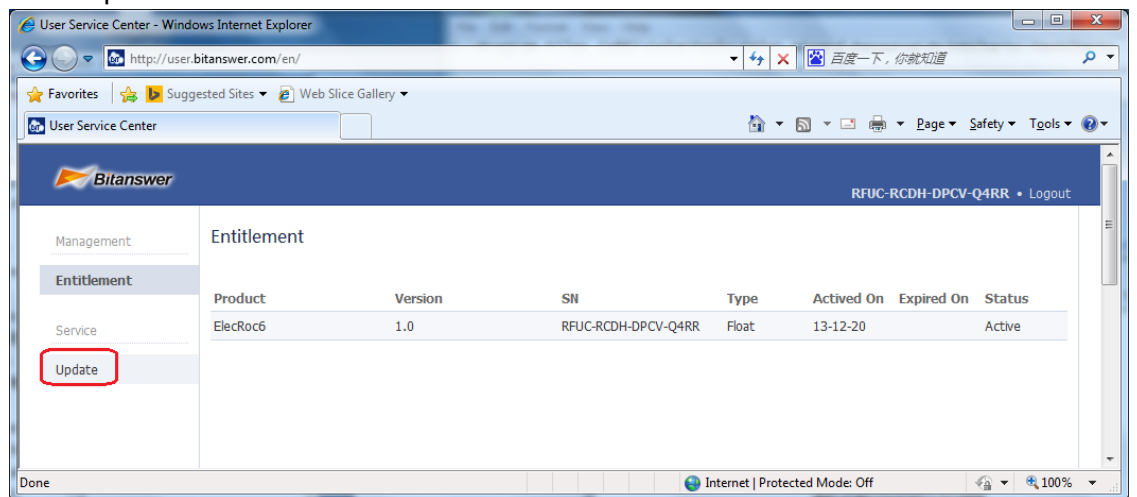 User Service Center - Windows Internet Explorer
http://user.bitanswer.com/en/
百度一下，你就知道
Favorites Suggested Sites Web Slice Gallery
User Service Center
Page Safety Tools
Bitanswer
RFUC-RCDH-DPCV-Q4RR • Logout
Management
Entitlement
Entitlement
Product Version SN Type Actived On Expired On Status
ElecRoc6 1.0 RFUC-RCDH-DPCV-Q4RR Float 13-12-20 Active
Service
Update
Done Internet | Protected Mode: Off 100%